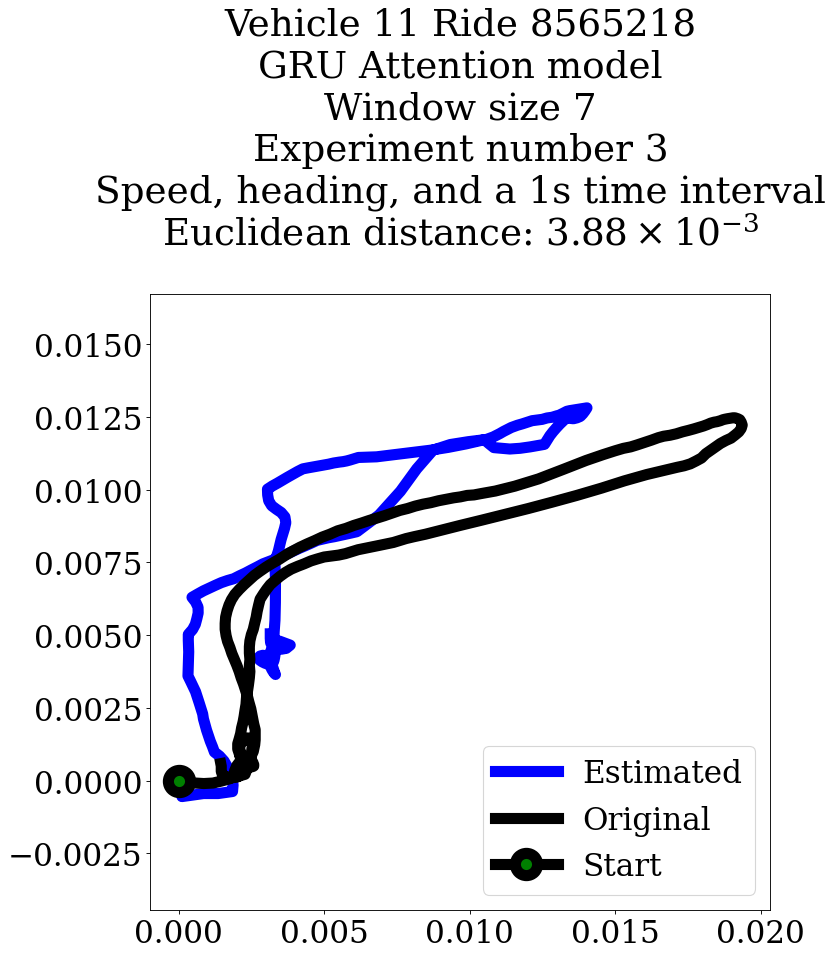 Vehicle 11 Ride 8565218
GRU Attention model
Window size 7
Experiment number 3
Speed, heading, and a 1s time interval
Euclidean distance: 3.88 × 10⁻³
0.0150
0.0125
0.0100
0.0075
0.0050
0.0025
0.0000
−0.0025
Estimated
Original
Start
0.000 0.005 0.010 0.015 0.020